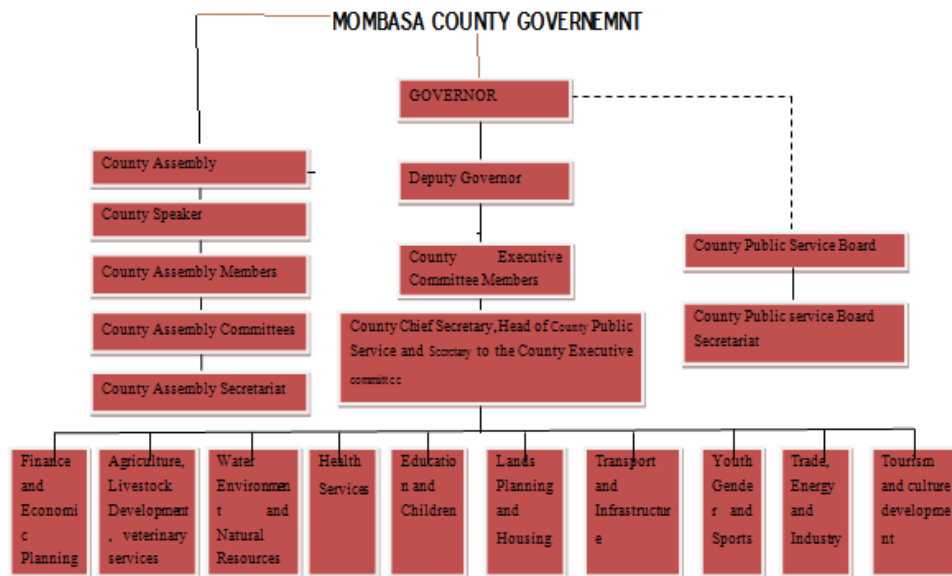 MOMBASA COUNTY GOVERNEMNT
GOVERNOR
County Assembly
Deputy Governor
County Speaker
County Executive
Committee Members
County Public Service Board
County Assembly Members
County Public service Board
Secretariat
County Assembly Committees
County Chief Secretary, Head of County Public
Service and Secretary to the County Executive
committee
County Assembly Secretariat
Finance
and
Economi
c
Planning
Agriculture,
Livestock
Development
, veterinary
services
Water
Environmen
t and
Natural
Resources
Health
Services
Educatio
n and
Children
Lands
Planning
and
Housing
Transport
and
Infrastructur
e
Youth
Gende
r and
Sports
Trade,
Energy
and
Industry
Tourism
and culture
developme
nt